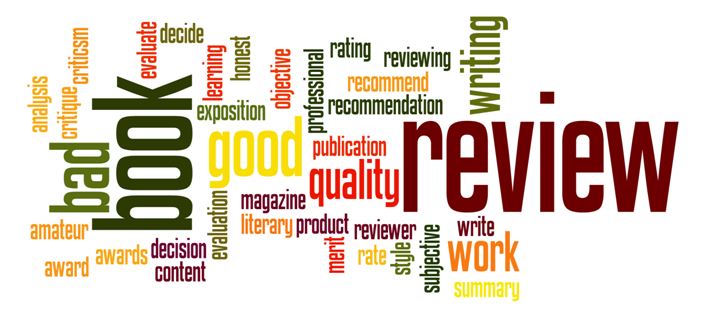 analysis
criticsm
critique
bad
book
evaluate
decide
learning
honest
exposition
objective
good
professional
rating
reviewing
recommend
recommendation
writing
publication
quality
review
amateur
award
awards
decision
content
evaluation
magazine
literary
product
merit
reviewer
rate
style
subjective
write
work
summary